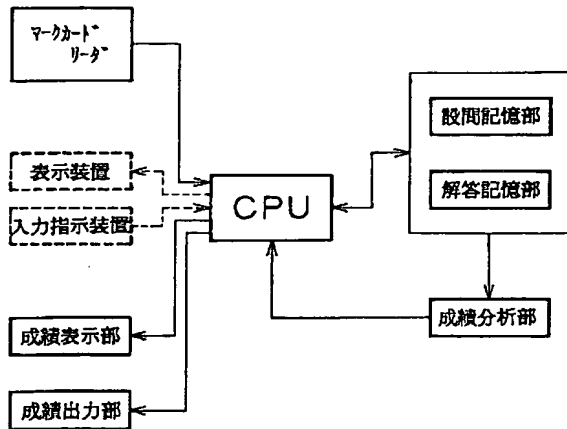 マークカード
リーダ
設問記憶部
表示装置
解答記憶部
CPU
入力指示装置
成績表示部
成績分析部
成績出力部